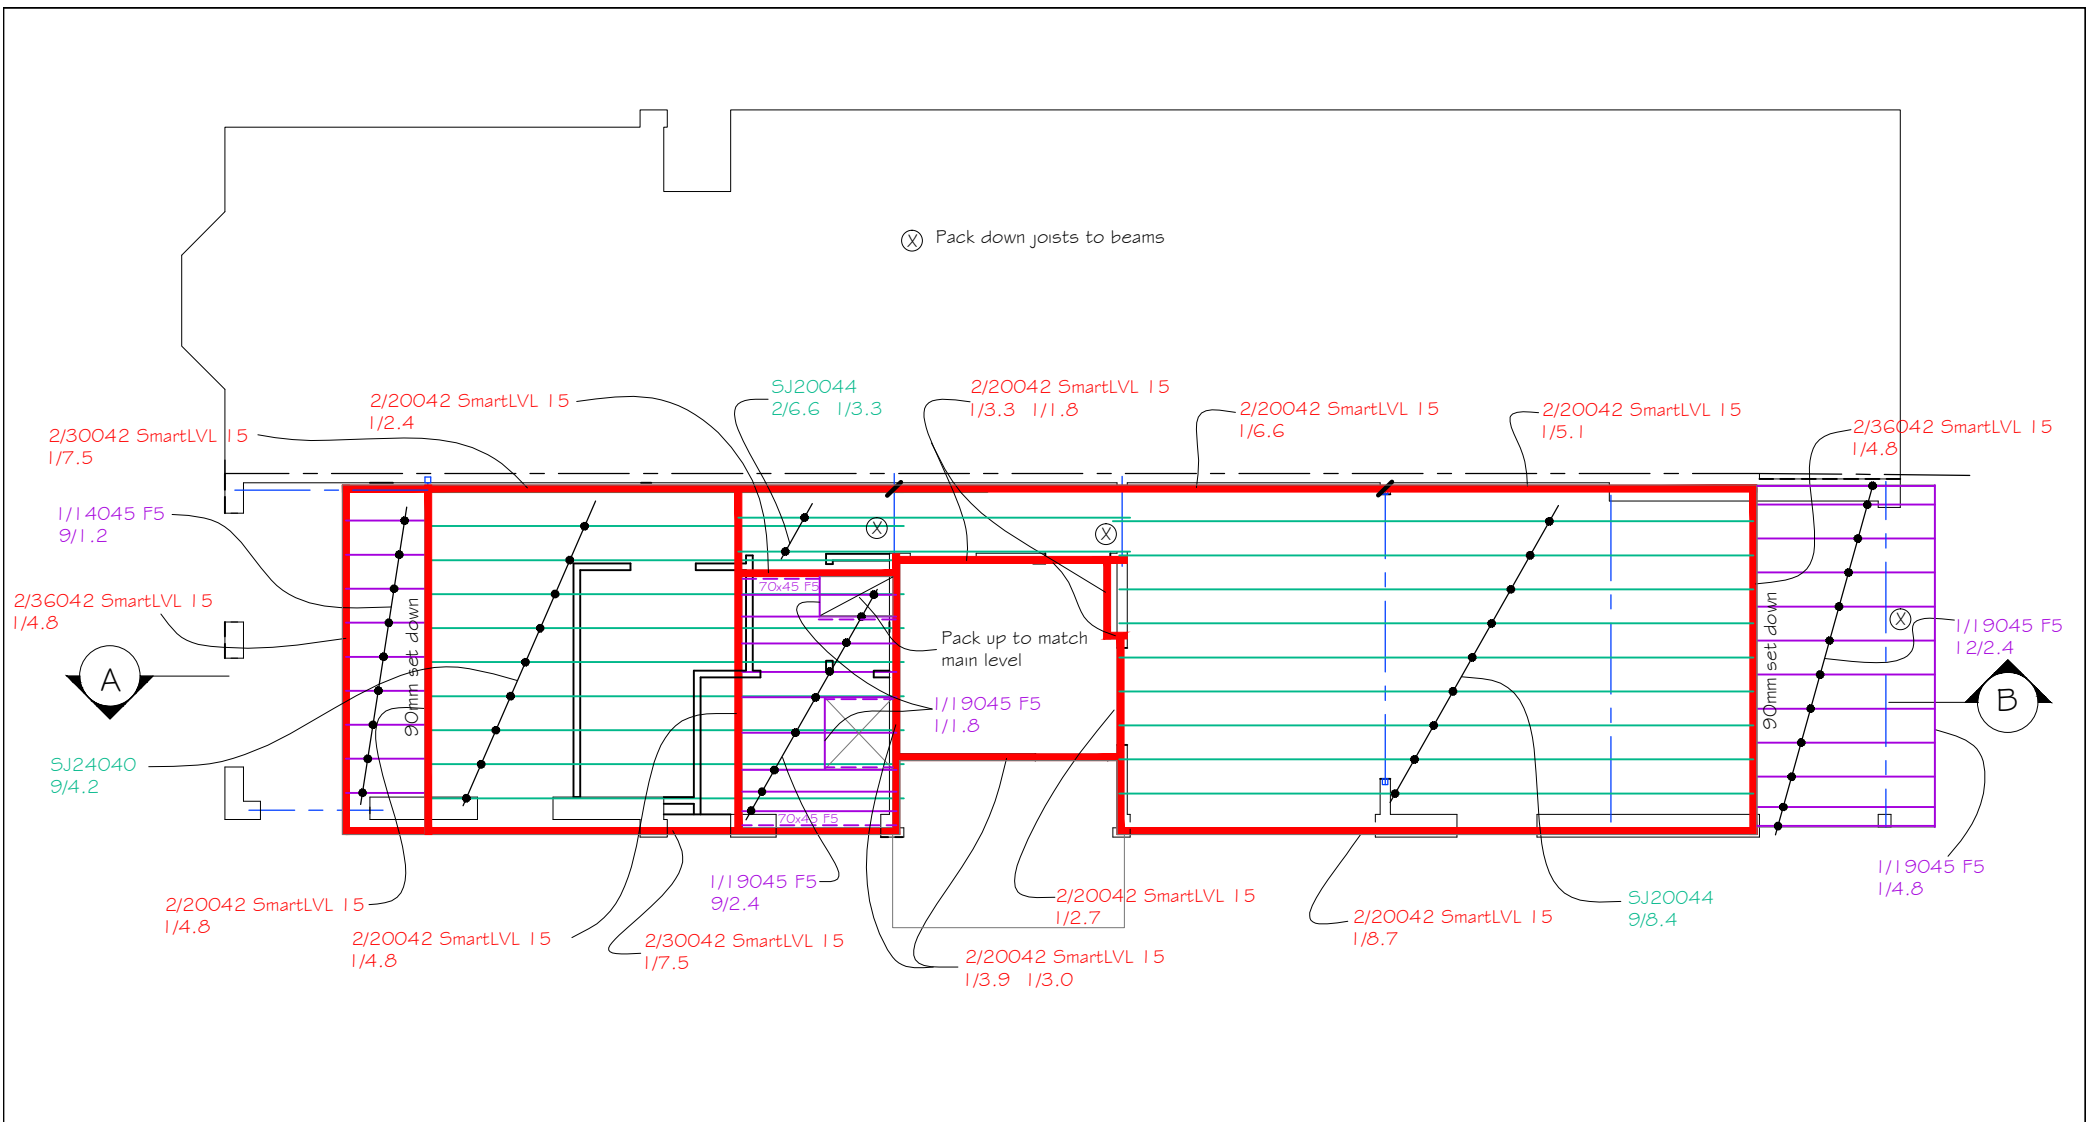 Pack down joists to beams
SJ20044
2/6.6 1/3.3
2/20042 SmartLVL 15
1/3.3 1/1.8
2/20042 SmartLVL 15
1/2.4
2/20042 SmartLVL 15
1/6.6
2/20042 SmartLVL 15
1/5.1
2/36042 SmartLVL 15
1/4.8
2/30042 SmartLVL 15
1/7.5
1/14045 F5
9/1.2
X
X
X
X
70x45 F5
2/36042 SmartLVL 15
1/4.8
90mm set down
Pack up to match
main level
90mm set down
1/19045 F5
12/2.4
A
B
1/19045 F5
1/1.8
SJ24040
9/4.2
70x45 F5
1/19045 F5
9/2.4
1/19045 F5
1/4.8
2/20042 SmartLVL 15
1/4.8
2/20042 SmartLVL 15
1/2.7
SJ20044
9/8.4
2/20042 SmartLVL 15
1/8.7
2/20042 SmartLVL 15
1/4.8
2/30042 SmartLVL 15
1/7.5
2/20042 SmartLVL 15
1/3.9 1/3.0